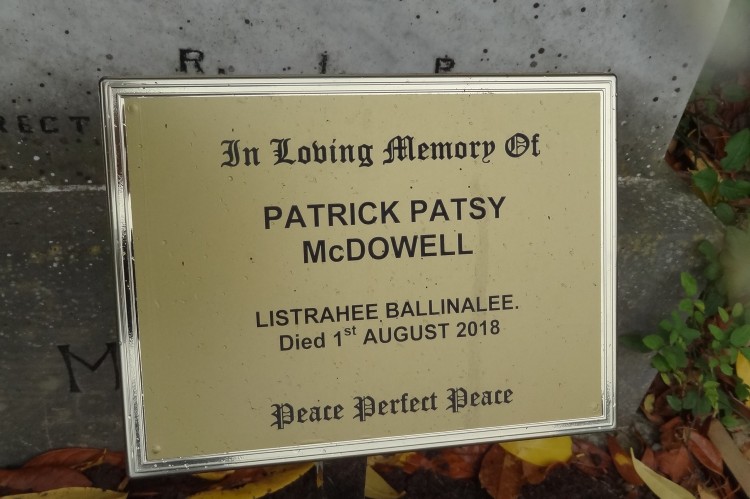 R. I. P.
RECT
In Loving Memory Of
PATRICK PATSY
McDOWELL
LISTRAHEE BALLINALEE.
Died 1st AUGUST 2018
M
Peace Perfect Peace